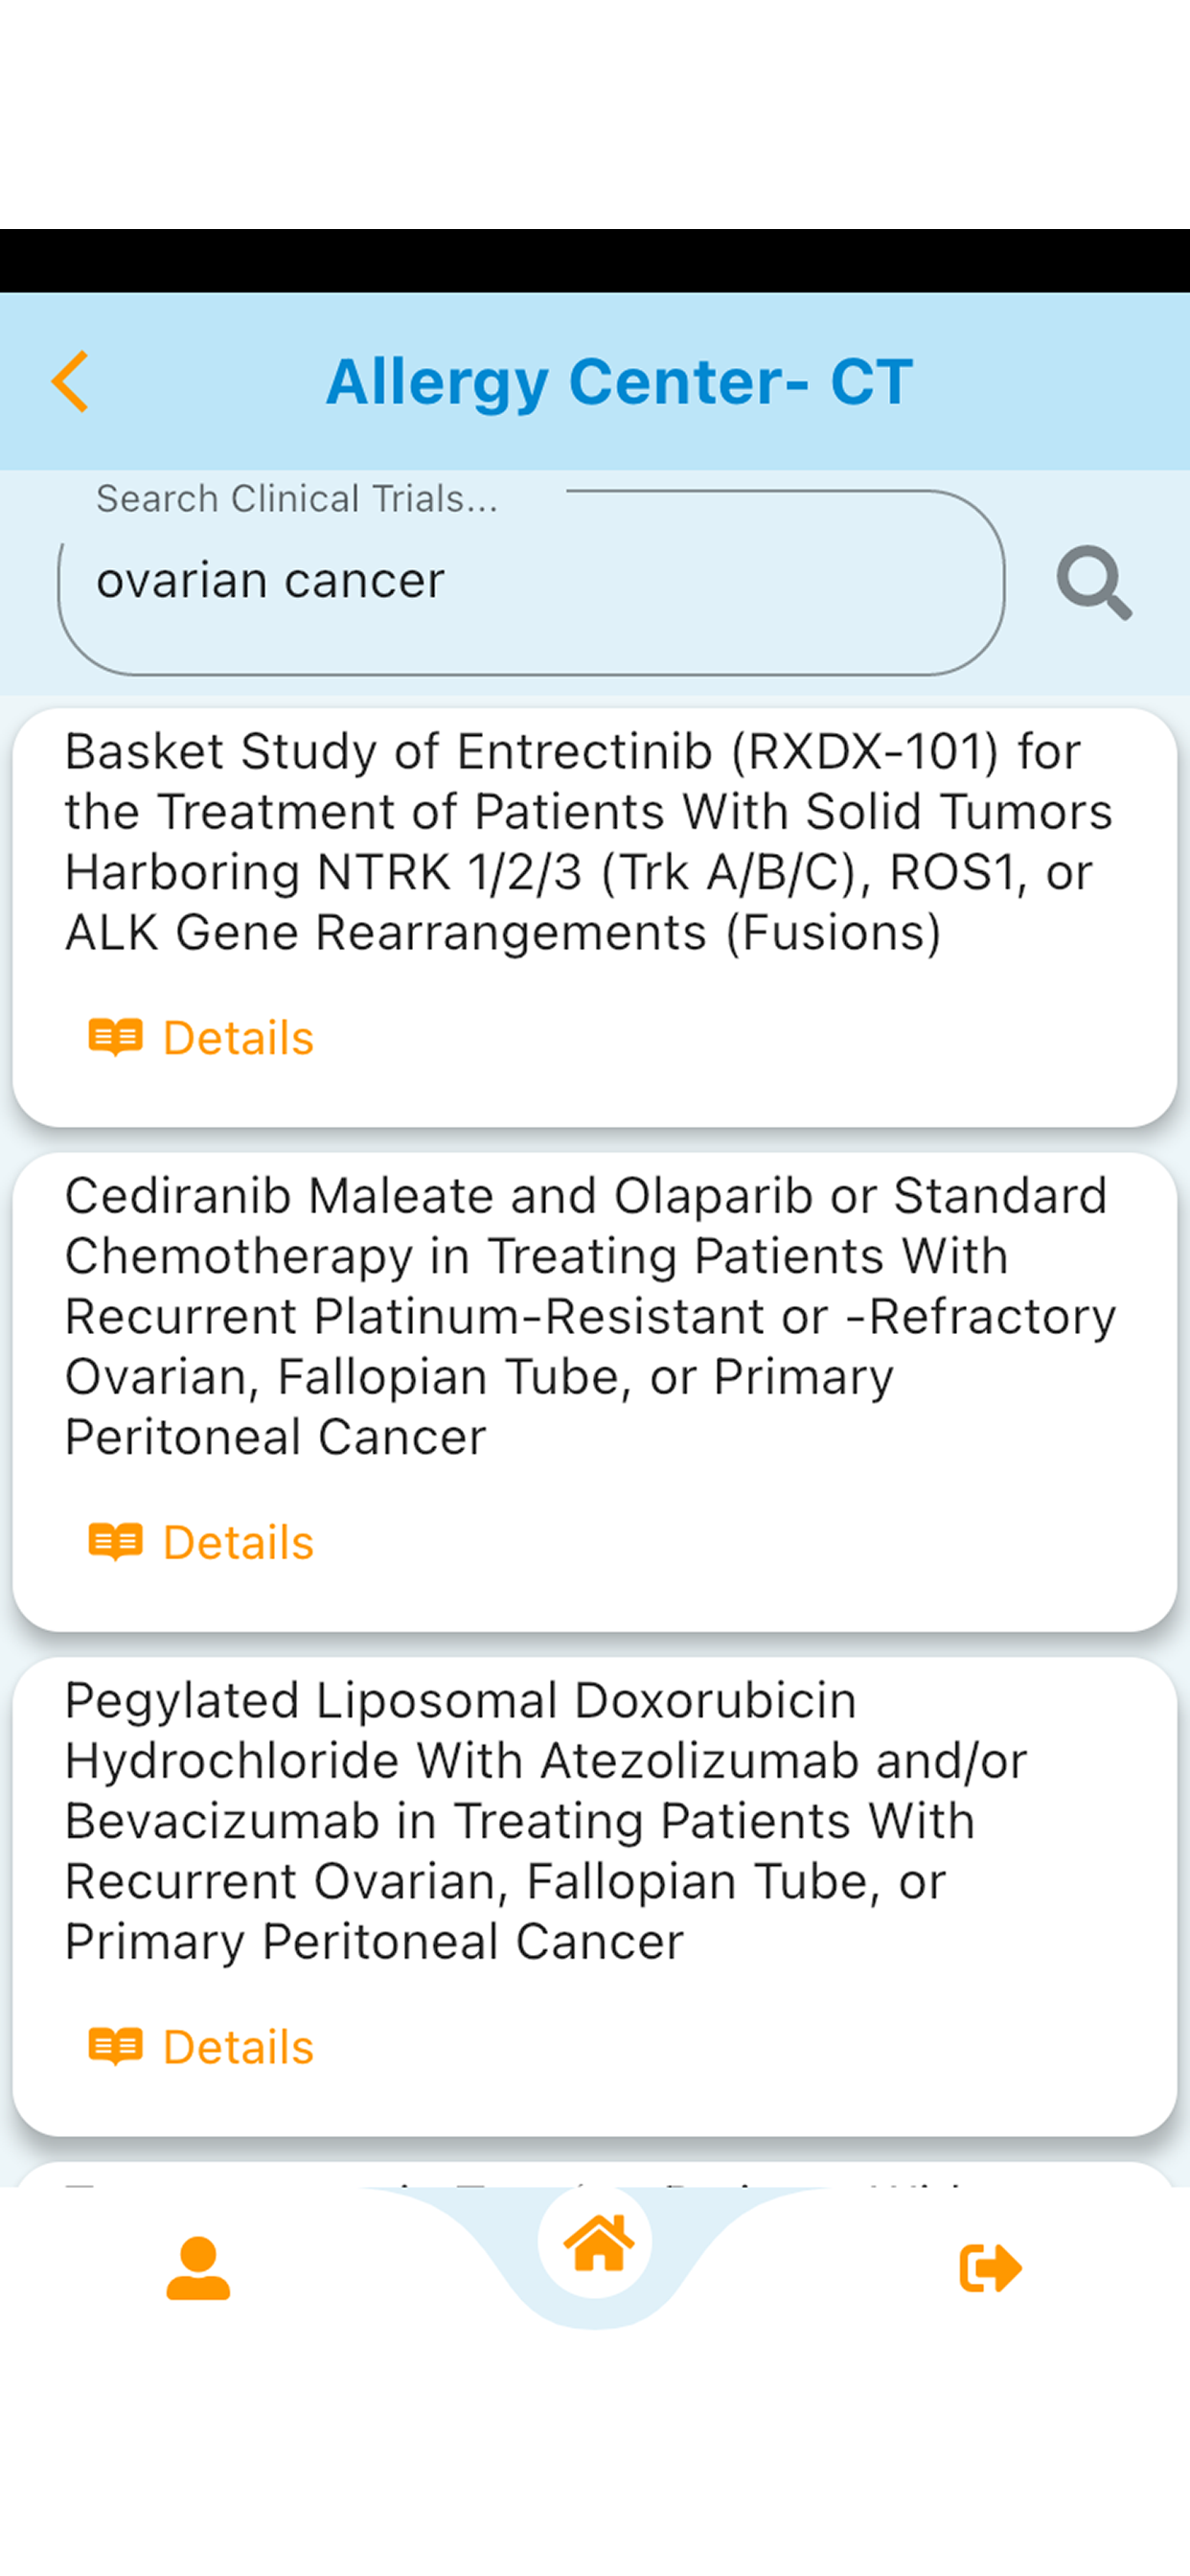 Allergy Center- CT
Search Clinical Trials...
ovarian cancer
Basket Study of Entrectinib (RXDX-101) for
the Treatment of Patients With Solid Tumors
Harboring NTRK 1/2/3 (Trk A/B/C), ROS1, or
ALK Gene Rearrangements (Fusions)
Details
Cediranib Maleate and Olaparib or Standard
Chemotherapy in Treating Patients With
Recurrent Platinum-Resistant or -Refractory
Ovarian, Fallopian Tube, or Primary
Peritoneal Cancer
Details
Pegylated Liposomal Doxorubicin
Hydrochloride With Atezolizumab and/or
Bevacizumab in Treating Patients With
Recurrent Ovarian, Fallopian Tube, or
Primary Peritoneal Cancer
Details